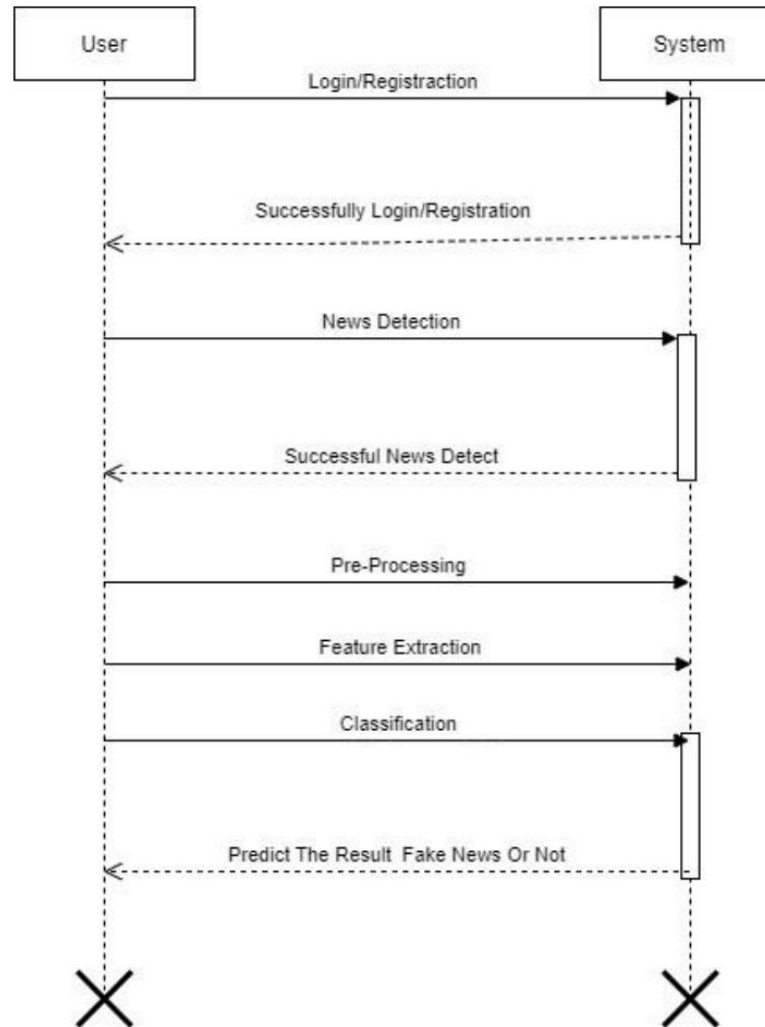 User
System
Login/Registraction
Successfully Login/Registration
News Detection
Successful News Detect
Pre-Processing
Feature Extraction
Classification
Predict The Result Fake News Or Not